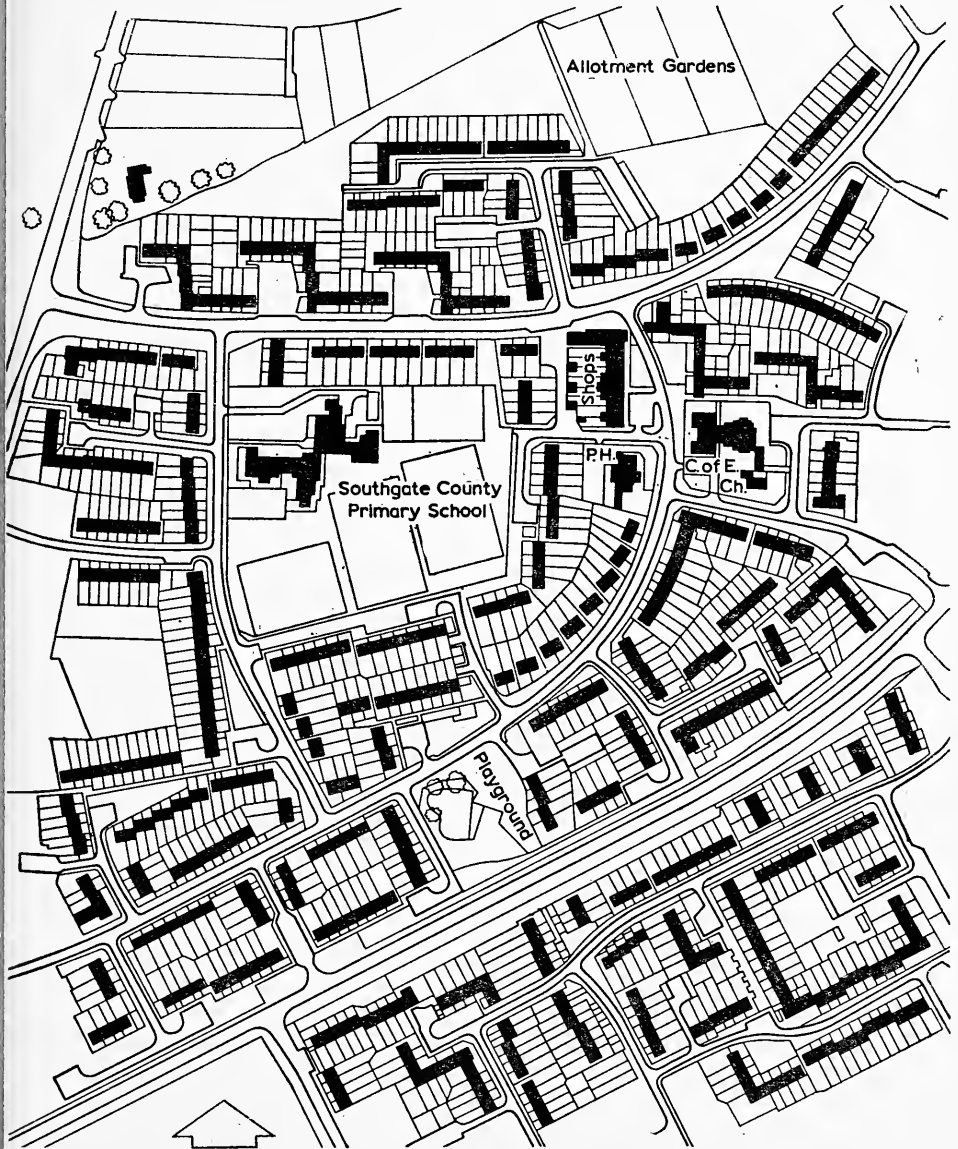 Allotment Gardens
Shops
P.H.
C. of E.
Ch.
Southgate County
Primary School
Playground